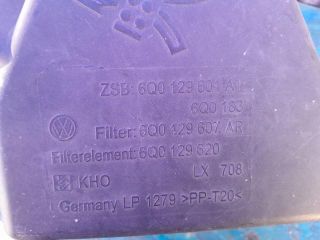 ZSB: 6Q0 129 601 A
6Q0 183
Filter: 6Q0 129 607 AR
Filterelement: 6Q0 129 620
KHO LX 708
Germany LP 1279 >PP-T20<